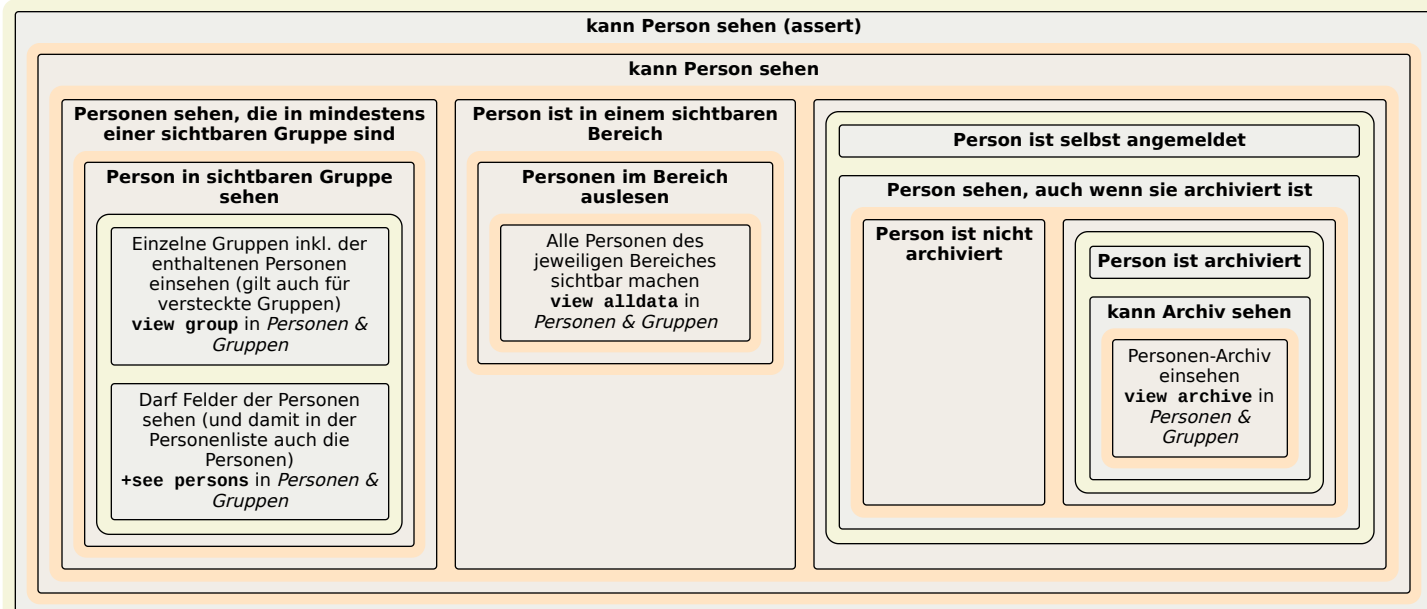 kann Person sehen (assert)
kann Person sehen
Personen sehen, die in mindestens
einer sichtbaren Gruppe sind
Person in sichtbaren Gruppe
sehen
Einzelne Gruppen inkl. der
enthaltenen Personen
einsehen (gilt auch für
versteckte Gruppen)
view group in Personen &
Gruppen
Darf Felder der Personen
sehen (und damit in der
Personenliste auch die
Personen)
+see persons in Personen &
Gruppen
Person ist in einem sichtbaren
Bereich
Personen im Bereich
auslesen
Alle Personen des
jeweiligen Bereiches
sichtbar machen
view alldata in
Personen & Gruppen
Person ist selbst angemeldet
Person sehen, auch wenn sie archiviert ist
Person ist nicht
archiviert
Person ist archiviert
kann Archiv sehen
Personen-Archiv
einsehen
view archive in
Personen &
Gruppen